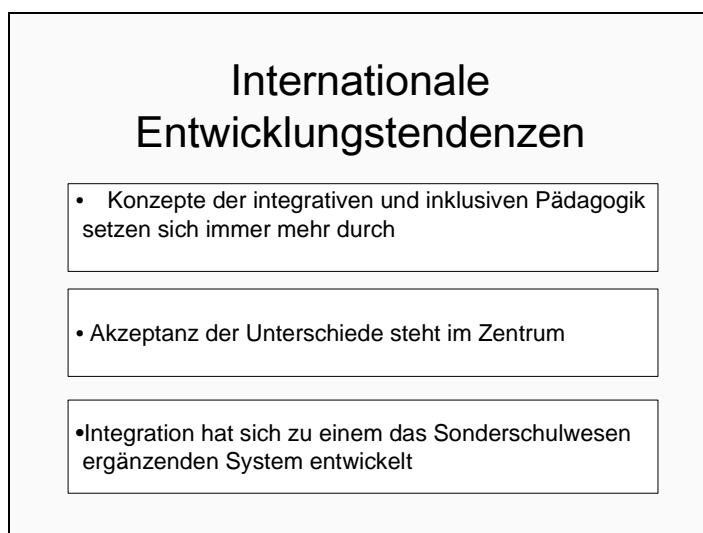 Internationale
Entwicklungstendenzen
• Konzepte der integrativen und inklusiven Pädagogik
setzen sich immer mehr durch
• Akzeptanz der Unterschiede steht im Zentrum
•Integration hat sich zu einem das Sonderschulwesen
ergänzenden System entwickelt